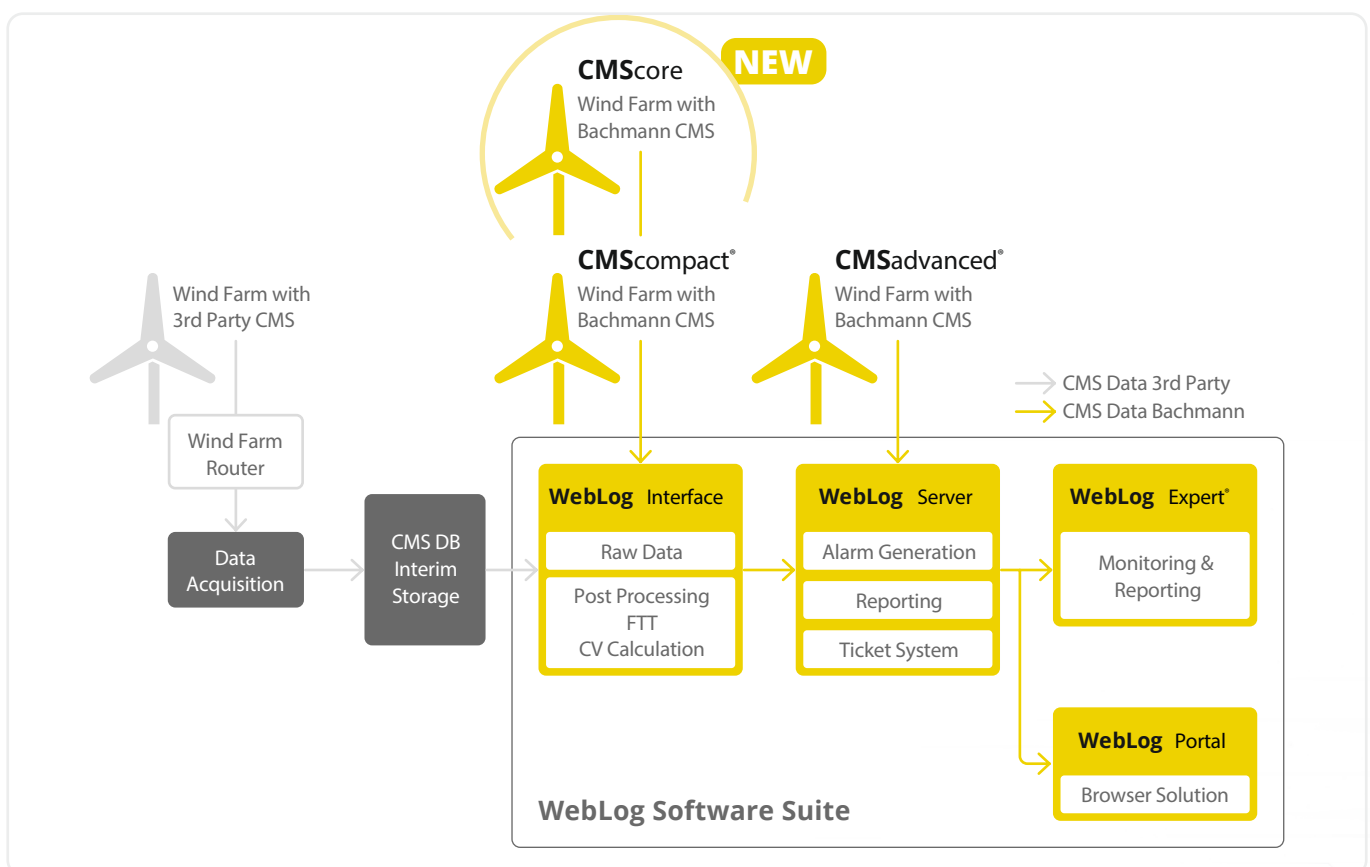 NEW
CMScore
Wind Farm with
Bachmann CMS
CMScompact®
Wind Farm with
Bachmann CMS
CMSadvanced®
Wind Farm with
Bachmann CMS
Wind Farm with
3rd Party CMS
CMS Data 3rd Party
CMS Data Bachmann
Wind Farm
Router
Data
Acquisition
CMS DB
Interim
Storage
WebLog Interface
Raw Data
Post Processing
FTT
CV Calculation
WebLog Server
Alarm Generation
Reporting
Ticket System
WebLog Expert®
Monitoring &
Reporting
WebLog Portal
Browser Solution
WebLog Software Suite